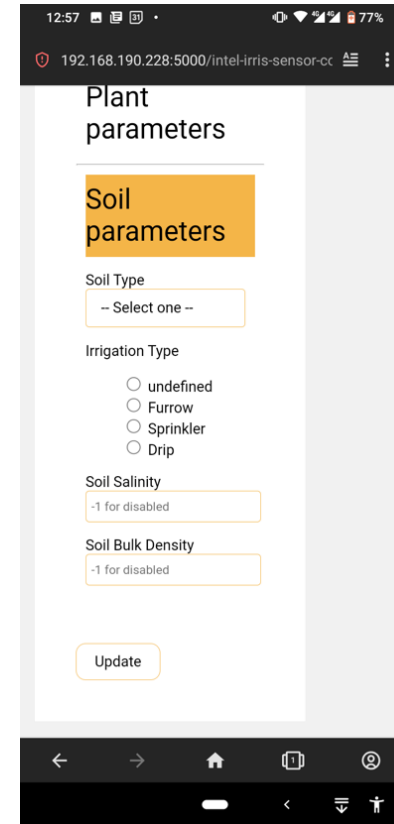 12:57 31 77%
192.168.190.228:5000/intel-irris-sensor-cc
Plant
parameters
Soil
parameters
Soil Type
-- Select one --
Irrigation Type
undefined
Furrow
Sprinkler
Drip
Soil Salinity
-1 for disabled
Soil Bulk Density
-1 for disabled
Update
1